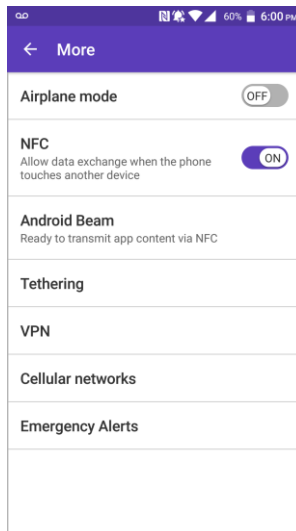 60% 6:00 PM
More
Airplane mode OFF
NFC
Allow data exchange when the phone
touches another device
ON
Android Beam
Ready to transmit app content via NFC
Tethering
VPN
Cellular networks
Emergency Alerts